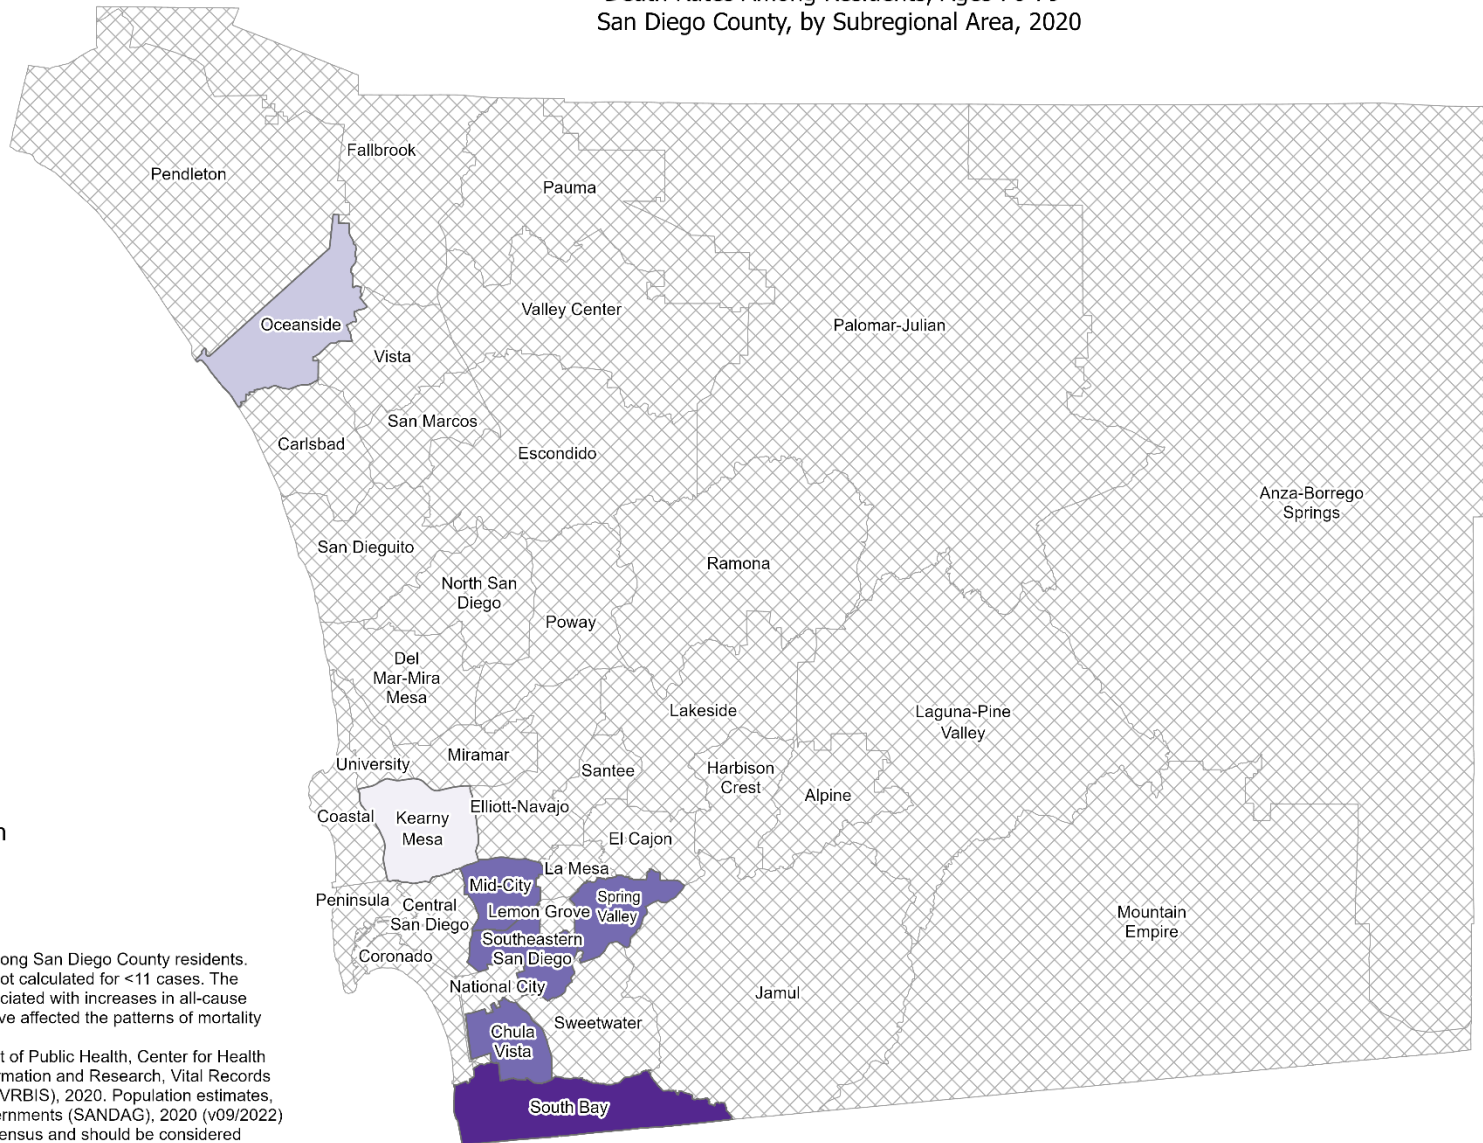 San Diego County, by Subregional Area, 2020
Fallbrook
Pendleton
Pauma
Valley Center
Oceanside
Palomar-Julian
Vista
San Marcos
Carlsbad
Escondido
Anza-Borrego
Springs
San Dieguito
Ramona
North San
Diego
Poway
Del
Mar-Mira
Mesa
Lakeside
Laguna-Pine
Valley
Miramar
University
Santee
Harbison
Crest
Alpine
Elliott-Navajo
Coastal
Kearny
Mesa
El Cajon
La Mesa
Mid-City
Peninsula
Central
San Diego
Lemon Grove
Spring
Valley
Mountain
Empire
Southeastern
San Diego
Coronado
National City
Jamul
Sweetwater
Chula
Vista
South Bay
ong San Diego County residents.
ot calculated for <11 cases. The
ciated with increases in all-cause
ve affected the patterns of mortality
t of Public Health, Center for Health
rmation and Research, Vital Records
VRBIS), 2020. Population estimates,
ernments (SANDAG), 2020 (v09/2022)
ensus and should be considered